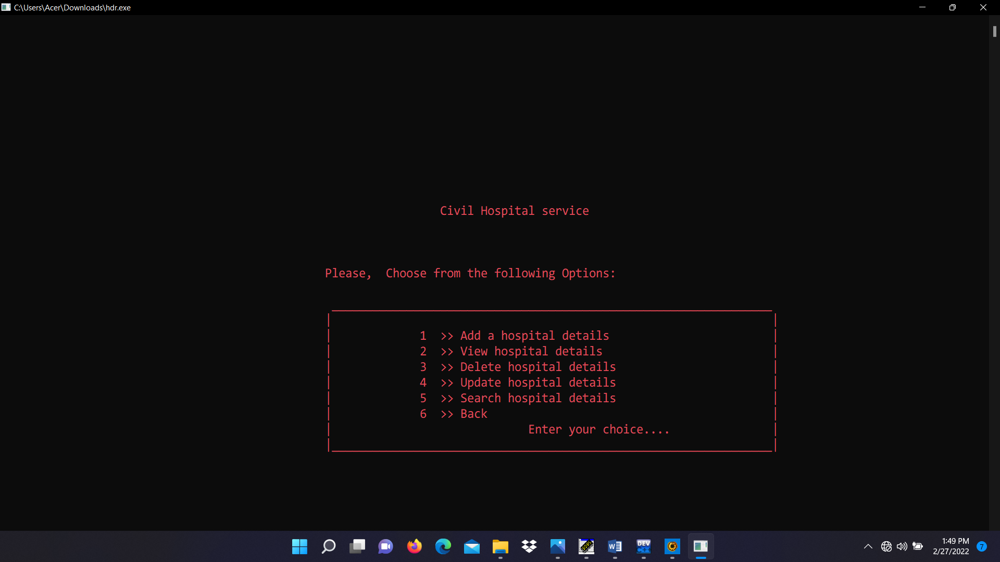 C:\Users\Acer\Downloads\hdr.exe
Civil Hospital service
Please,  Choose from the following Options:
1  >> Add a hospital details
2  >> View hospital details
3  >> Delete hospital details
4  >> Update hospital details
5  >> Search hospital details
6  >> Back
Enter your choice....
W
DEV
C++
1:49 PM
2/27/2022
7